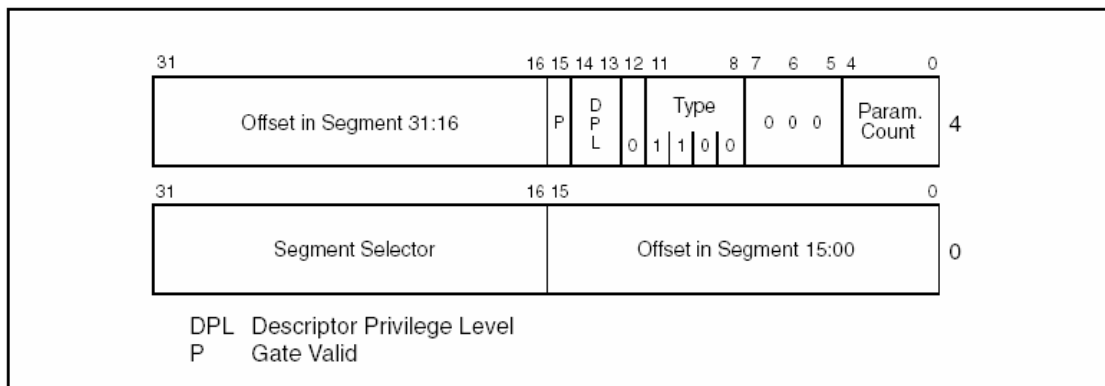 31 16 15 14 13 12 11 8 7 6 5 4 0
Offset in Segment 31:16 P D P L 0 Type 1 1 0 0 0 0 0 Param. Count 4
31 16 15 0
Segment Selector Offset in Segment 15:00 0
DPL Descriptor Privilege Level
P Gate Valid